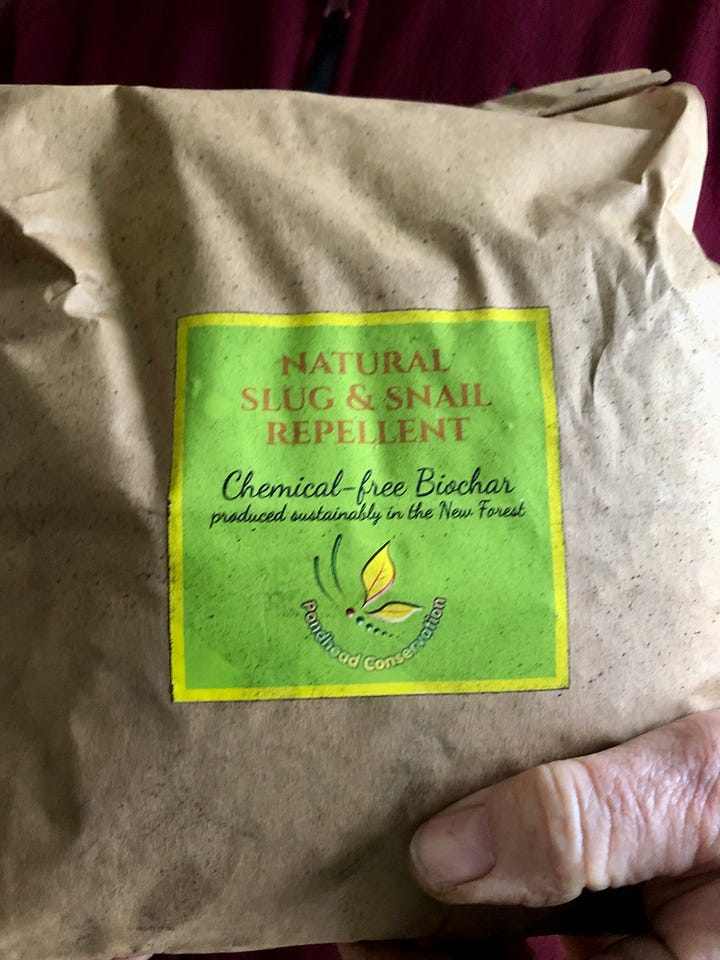 NATURAL
SLUG & SNAIL
REPELLENT
Chemical-free Biochar
produced sustainably in the New Forest
Pondhead Conservation